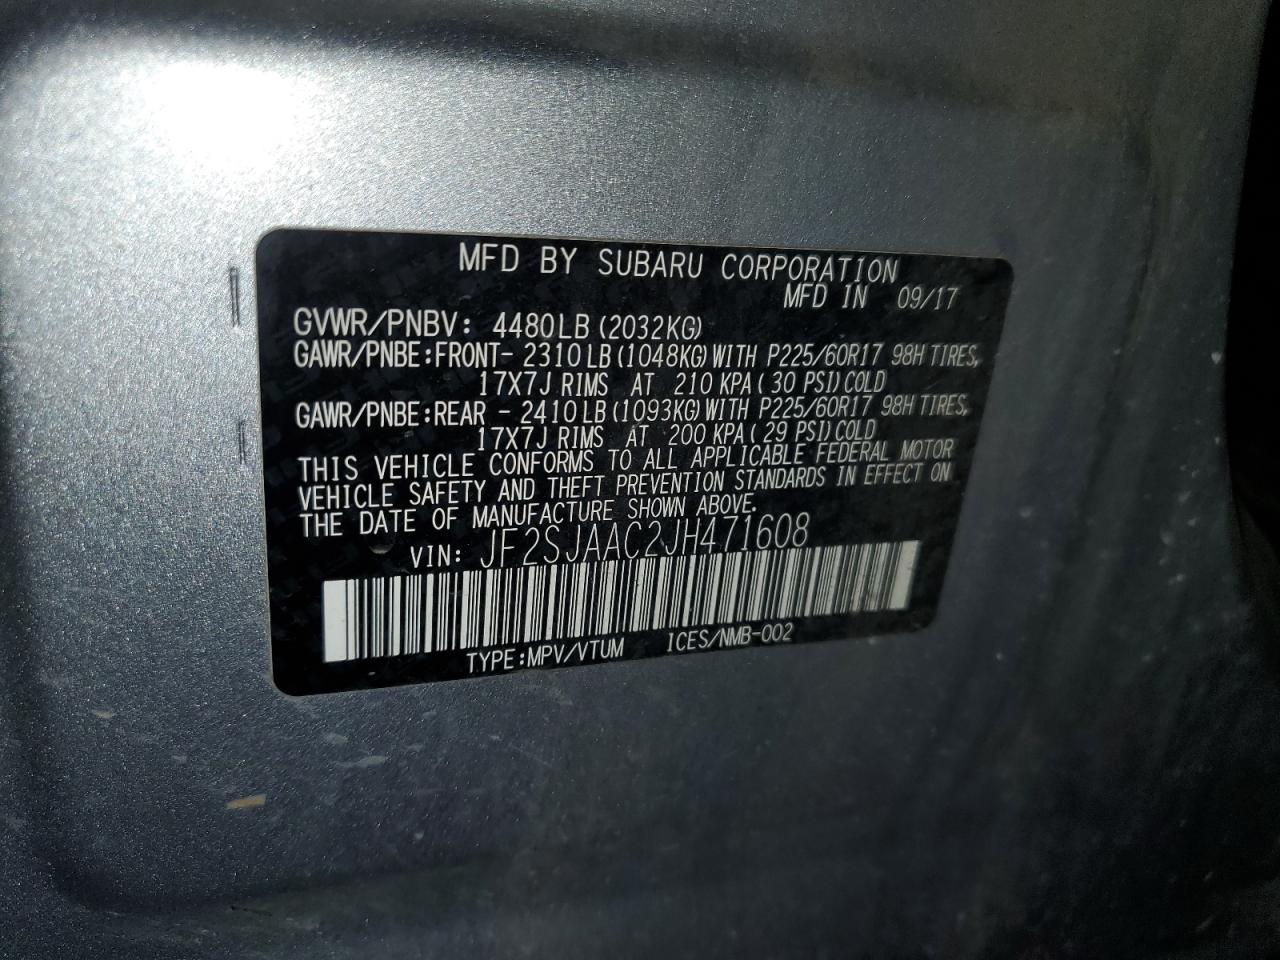 MFD BY SUBARU CORPORATION
MFD IN 09/17
GVWR/PNBV: 4480LB (2032KG)
GAWR/PNBE:FRONT- 2310LB (1048KG) WITH P225/60R17 98H TIRES,
17X7J RIMS AT 210 KPA ( 30 PSI) COLD
GAWR/PNBE:REAR - 2410LB (1093KG) WITH P225/60R17 98H TIRES,
17X7J RIMS AT 200 KPA ( 29 PSI) COLD
THIS VEHICLE CONFORMS TO ALL APPLICABLE FEDERAL MOTOR
VEHICLE SAFETY AND THEFT PREVENTION STANDARDS IN EFFECT ON
THE DATE OF MANUFACTURE SHOWN ABOVE.
VIN: JF2SJAAC2JH471608
TYPE:MPV/VTUM ICES/NMB-002